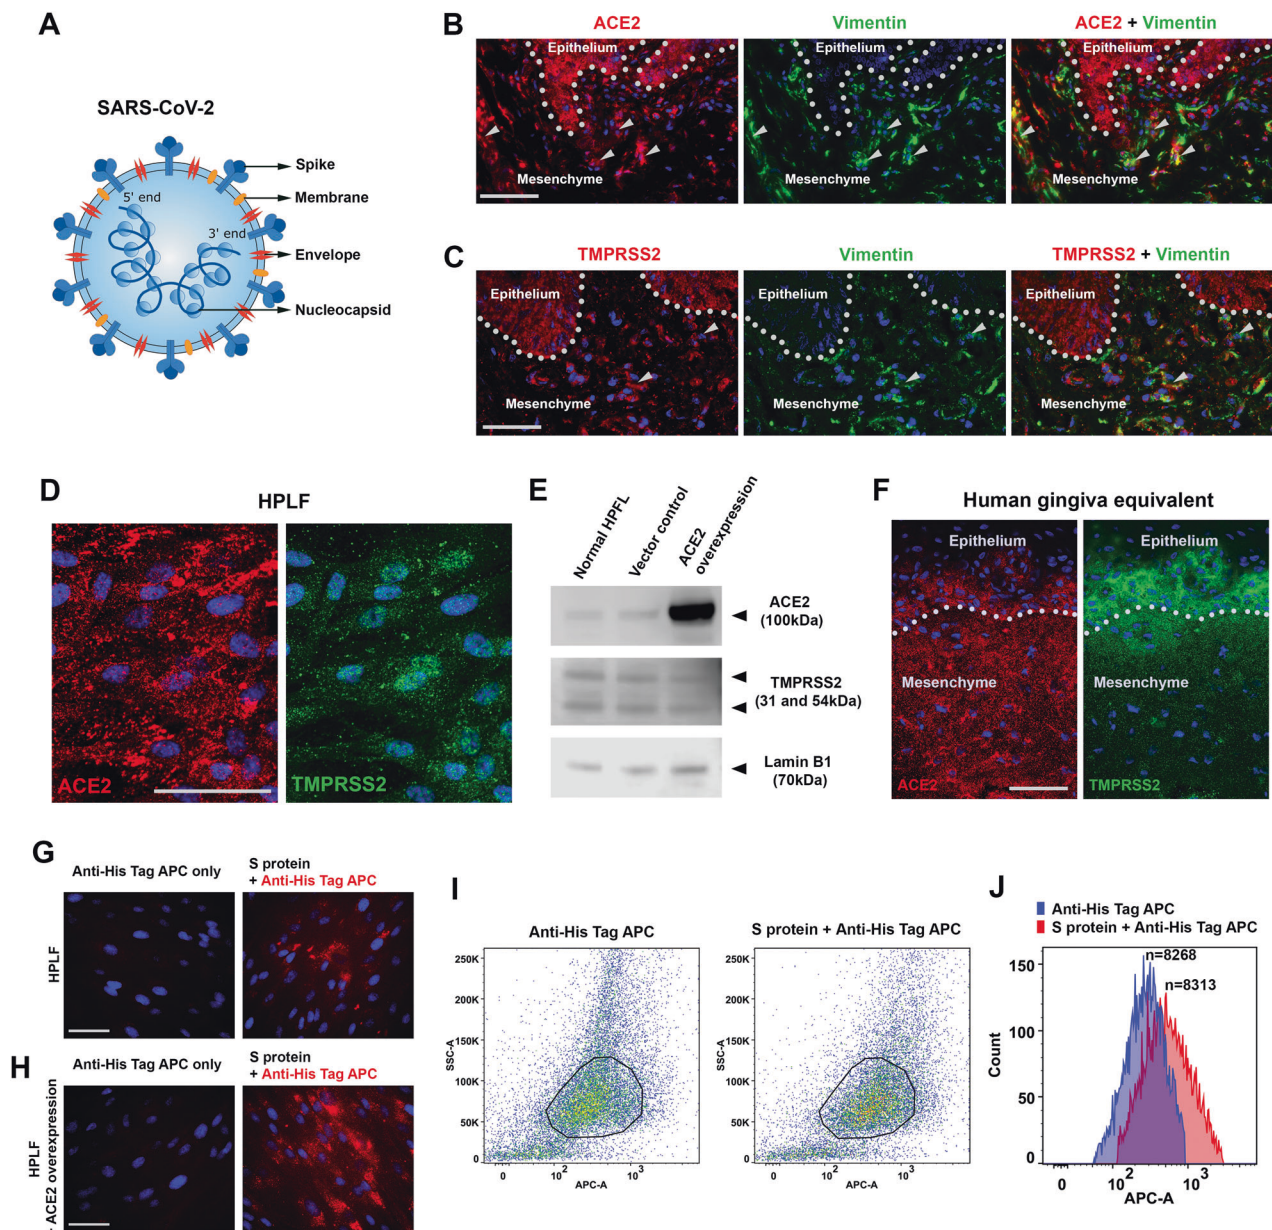 A
SARS-CoV-2
5' end
3' end
Spike
Membrane
Envelope
Nucleocapsid
B
ACE2
Vimentin
ACE2 + Vimentin
Epithelium
Epithelium
Epithelium
Mesenchyme
Mesenchyme
Mesenchyme
C
TMPRSS2
Vimentin
TMPRSS2 + Vimentin
Epithelium
Epithelium
Epithelium
Mesenchyme
Mesenchyme
Mesenchyme
D
HPLF
ACE2
TMPRSS2
E
Normal HPFL
Vector control
ACE2
overexpression
ACE2
(100kDa)
TMPRSS2
(31 and 54kDa)
Lamin B1
(70kDa)
F
Human gingiva equivalent
Epithelium
Epithelium
Mesenchyme
Mesenchyme
ACE2
TMPRSS2
G
Anti-His Tag APC only
S protein
+ Anti-His Tag APC
HPLF
H
Anti-His Tag APC only
S protein
+ Anti-His Tag APC
HPLF
ACE2 overexpression
I
Anti-His Tag APC
S protein + Anti-His Tag APC
250K
200K
150K
100K
50K
0
SSC-A
0
10²
10³
APC-A
250K
200K
150K
100K
50K
0
SSC-A
0
10²
10³
APC-A
J
Anti-His Tag APC
S protein + Anti-His Tag APC
n=8268
n=8313
150
100
50
0
Count
0
10²
10³
APC-A